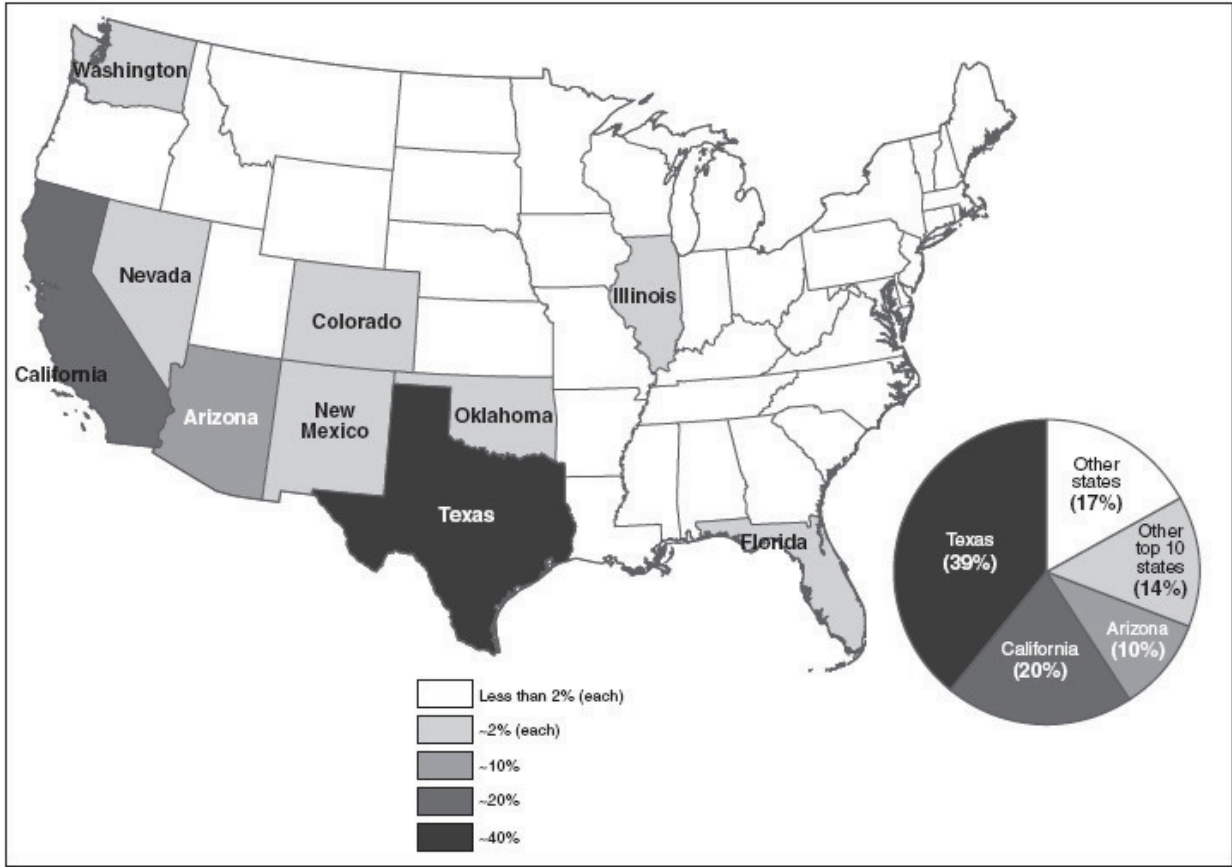 Washington
Nevada
Colorado
Illinois
California
Arizona
New
Mexico
Oklahoma
Texas
Florida
Other
states
(17%)
Other
top 10
states
(14%)
Arizona
(10%)
California
(20%)
Texas
(39%)
Less than 2% (each)
~2% (each)
~10%
~20%
~40%